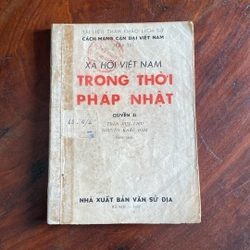 TÀI LIỆU THAM KHẢO LỊCH SỬ
CÁCH MẠNG CẬN ĐẠI VIỆT NAM
XÃ HỘI VIỆT NAM
TRONG THỜI
PHÁP NHẬT
QUYỂN II
NHÀ XUẤT BẢN VĂN SỬ ĐỊA